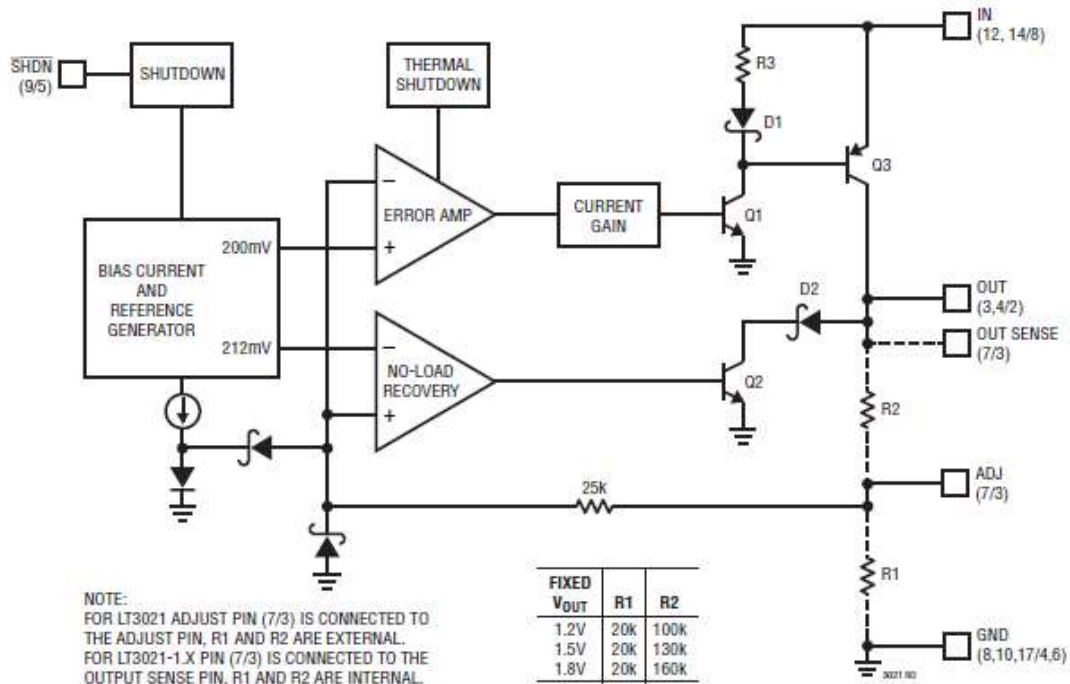 IN
(12, 14/8)
SHDN
(9/5)
SHUTDOWN
THERMAL
SHUTDOWN
R3
D1
Q3
ERROR AMP
−
+
CURRENT
GAIN
Q1
200mV
BIAS CURRENT
AND
REFERENCE
GENERATOR
212mV
D2
OUT
(3,4/2)
OUT SENSE
(7/3)
−
NO-LOAD
RECOVERY
+
Q2
R2
25k
ADJ
(7/3)
R1
NOTE:
FOR LT3021 ADJUST PIN (7/3) IS CONNECTED TO
THE ADJUST PIN, R1 AND R2 ARE EXTERNAL.
FOR LT3021-1.X PIN (7/3) IS CONNECTED TO THE
OUTPUT SENSE PIN, R1 AND R2 ARE INTERNAL.
FIXED
VOUT R1 R2
1.2V 20k 100k
1.5V 20k 130k
1.8V 20k 160k
GND
(8,10,17/4,6)
3021 BD